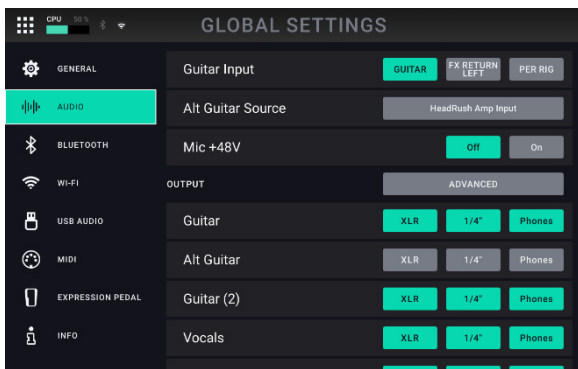 CPU 50 %
GLOBAL SETTINGS
GENERAL
AUDIO
BLUETOOTH
WI-FI
USB AUDIO
MIDI
EXPRESSION PEDAL
INFO
Guitar Input GUITAR FX RETURN LEFT PER RIG
Alt Guitar Source HeadRush Amp Input
Mic +48V Off On
OUTPUT ADVANCED
Guitar XLR 1/4" Phones
Alt Guitar XLR 1/4" Phones
Guitar (2) XLR 1/4" Phones
Vocals XLR 1/4" Phones